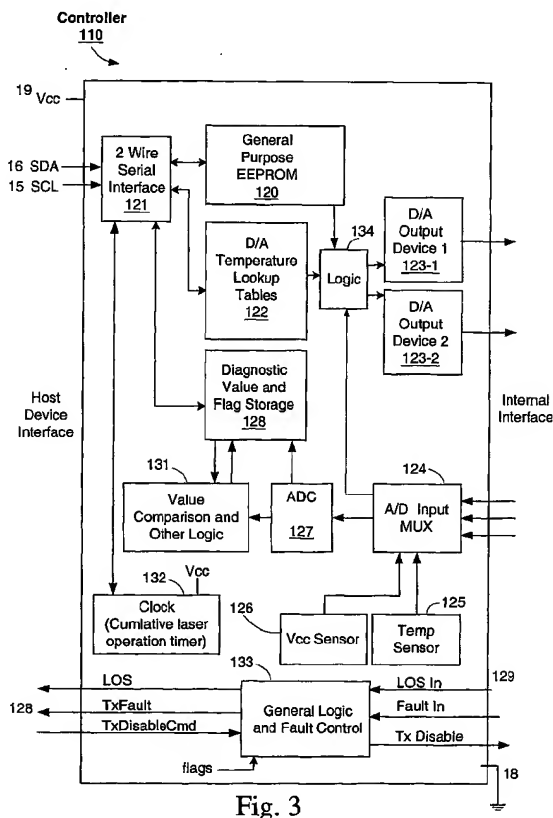 Controller
110
19 Vcc
16 SDA
15 SCL
2 Wire
Serial
Interface
121
General
Purpose
EEPROM
120
D/A
Temperature
Lookup
Tables
122
134
Logic
D/A
Output
Device 1
123-1
D/A
Output
Device 2
123-2
Host
Device
Interface
Internal
Interface
Diagnostic
Value and
Flag Storage
128
131
Value
Comparison and
Other Logic
ADC
127
124
A/D Input
MUX
132
Vcc
Clock
(Cumlative laser
operation timer)
126
Vcc Sensor
125
Temp
Sensor
133
General Logic
and Fault Control
LOS
128
TxFault
TxDisableCmd
flags
LOS In
129
Fault In
Tx Disable
18
Fig. 3